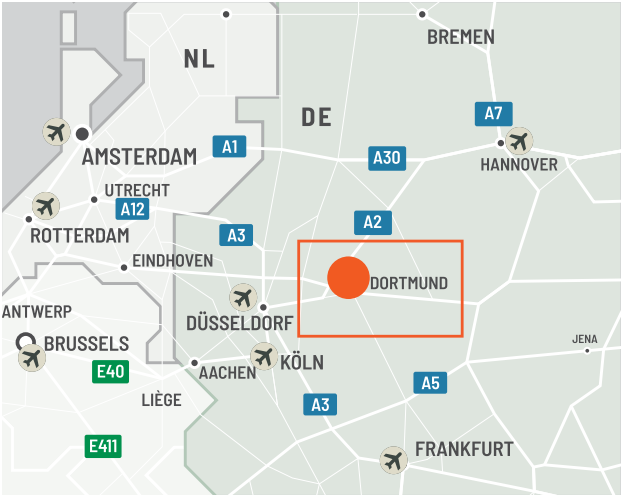 BREMEN
NL
DE
A7
AMSTERDAM
A1
A30
HANNOVER
UTRECHT
A12
ROTTERDAM
A3
A2
EINDHOVEN
DORTMUND
ANTWERP
DÜSSELDORF
BRUSSELS
JENA
E40
AACHEN
KÖLN
A5
LIÈGE
A3
E411
FRANKFURT